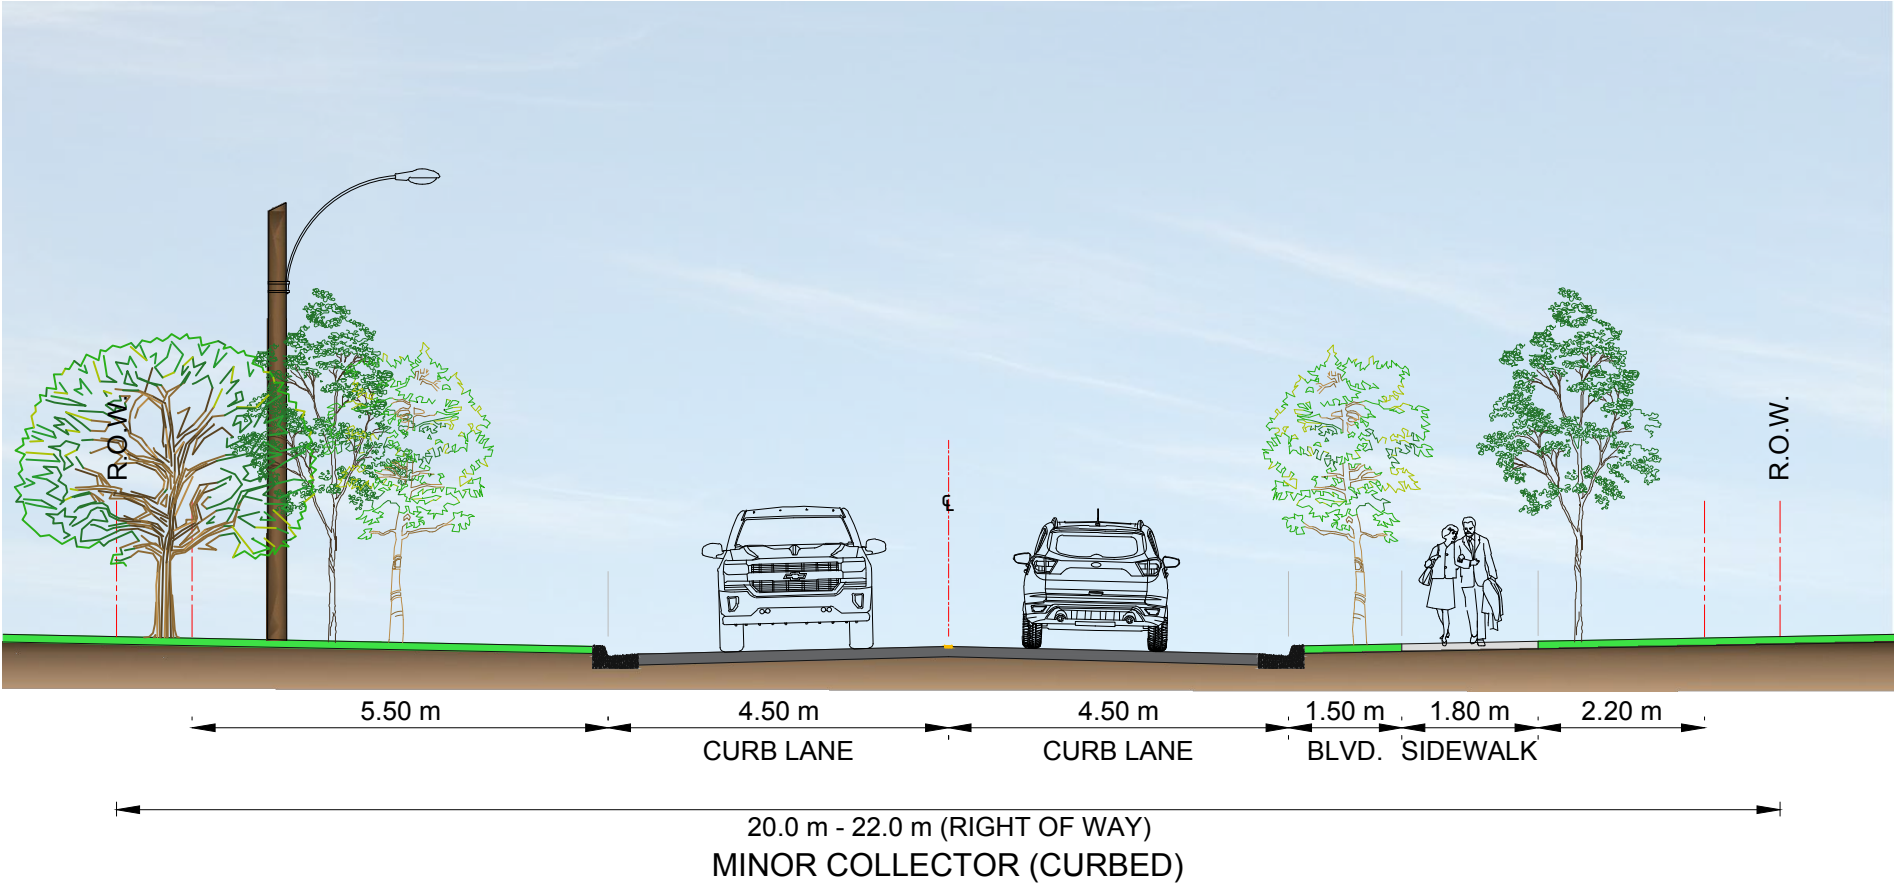 R.O.W.
R.O.W.
℄
5.50 m 4.50 m 4.50 m 1.50 m 1.80 m 2.20 m
CURB LANE CURB LANE BLVD. SIDEWALK
20.0 m - 22.0 m (RIGHT OF WAY)
MINOR COLLECTOR (CURBED)